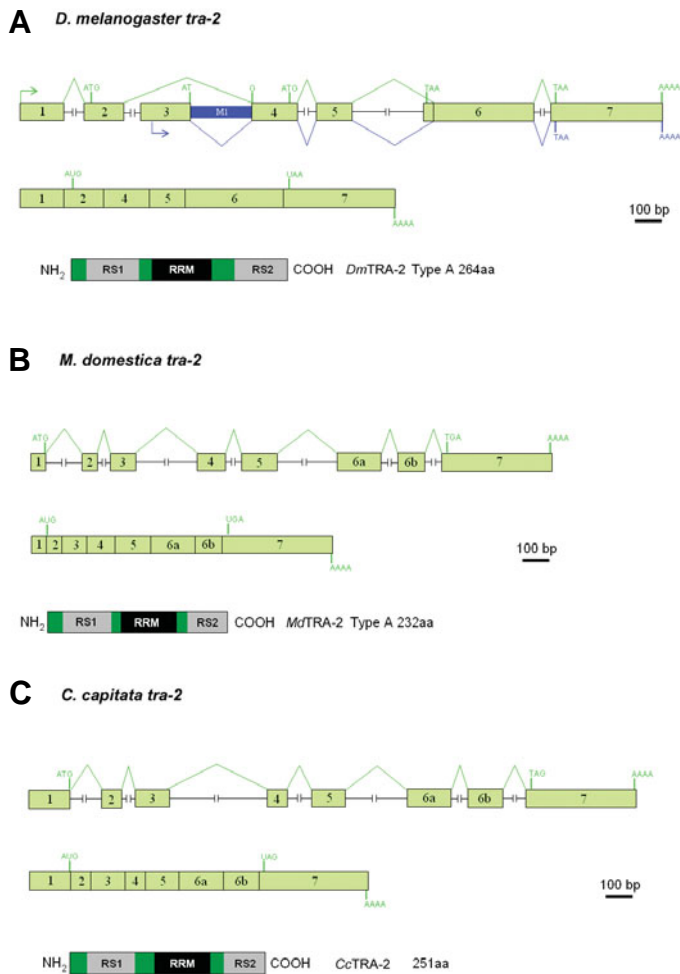 A D. melanogaster tra-2
ATG AT G ATG TAA TAA AAAA
1 2 3 M1 4 5 6 7
TAA AAAA
AUG UAA
1 2 4 5 6 7
AAAA
100 bp
NH2 RS1 RRM RS2 COOH DmTRA-2 Type A 264aa
B M. domestica tra-2
ATG TGA AAAA
1 2 3 4 5 6a 6b 7
AUG UGA
1 2 3 4 5 6a 6b 7
AAAA
100 bp
NH2 RS1 RRM RS2 COOH MdTRA-2 Type A 232aa
C C. capitata tra-2
ATG TAG AAAA
1 2 3 4 5 6a 6b 7
AUG UAG
1 2 3 4 5 6a 6b 7
AAAA
100 bp
NH2 RS1 RRM RS2 COOH CcTRA-2 251aa